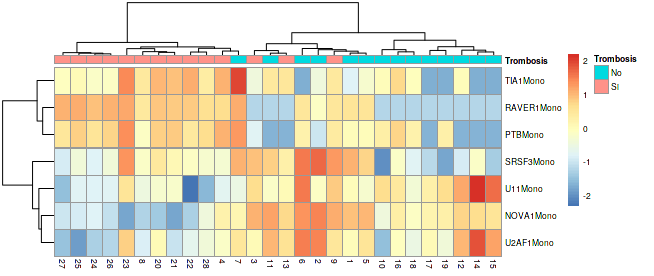 Trombosis
TIA1Mono
RAVER1Mono
PTBMono
SRSF3Mono
U11Mono
NOVA1Mono
U2AF1Mono
27 25 24 26 23 8 20 21 22 28 4 7 3 11 13 6 2 9 1 5 10 16 18 17 19 12 14 15
2
1
0
-1
-2
Trombosis
No
SI